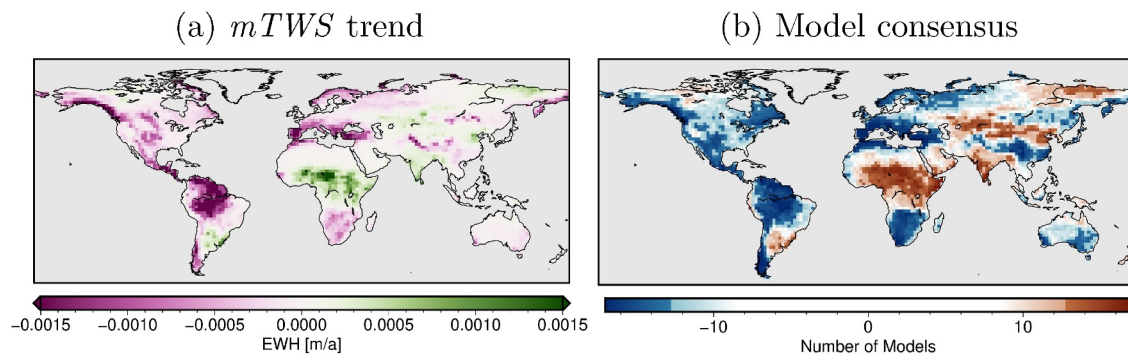 (a) mTWS trend
(b) Model consensus
−0.0015 −0.0010 −0.0005 0.0000 0.0005 0.0010 0.0015
EWH [m/a]
−10 0 10
Number of Models